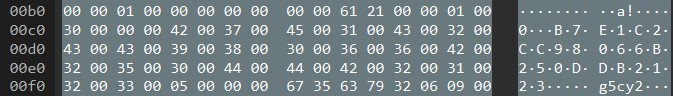 00b0 00 00 01 00 00 00 00 00 00 00 61 21 00 00 01 00 ........ ..a!....
00c0 30 00 00 00 42 00 37 00 45 00 31 00 43 00 32 00 0···B·7· E·1·C·2·
00d0 43 00 43 00 39 00 38 00 30 00 36 00 36 00 42 00 C·C·9·8· 0·6·6·B·
00e0 32 00 35 00 30 00 44 00 44 00 42 00 32 00 31 00 2·5·0·D· D·B·2·1·
00f0 32 00 33 00 05 00 00 00 67 35 63 79 32 06 09 00 2·3····· g5cy2···